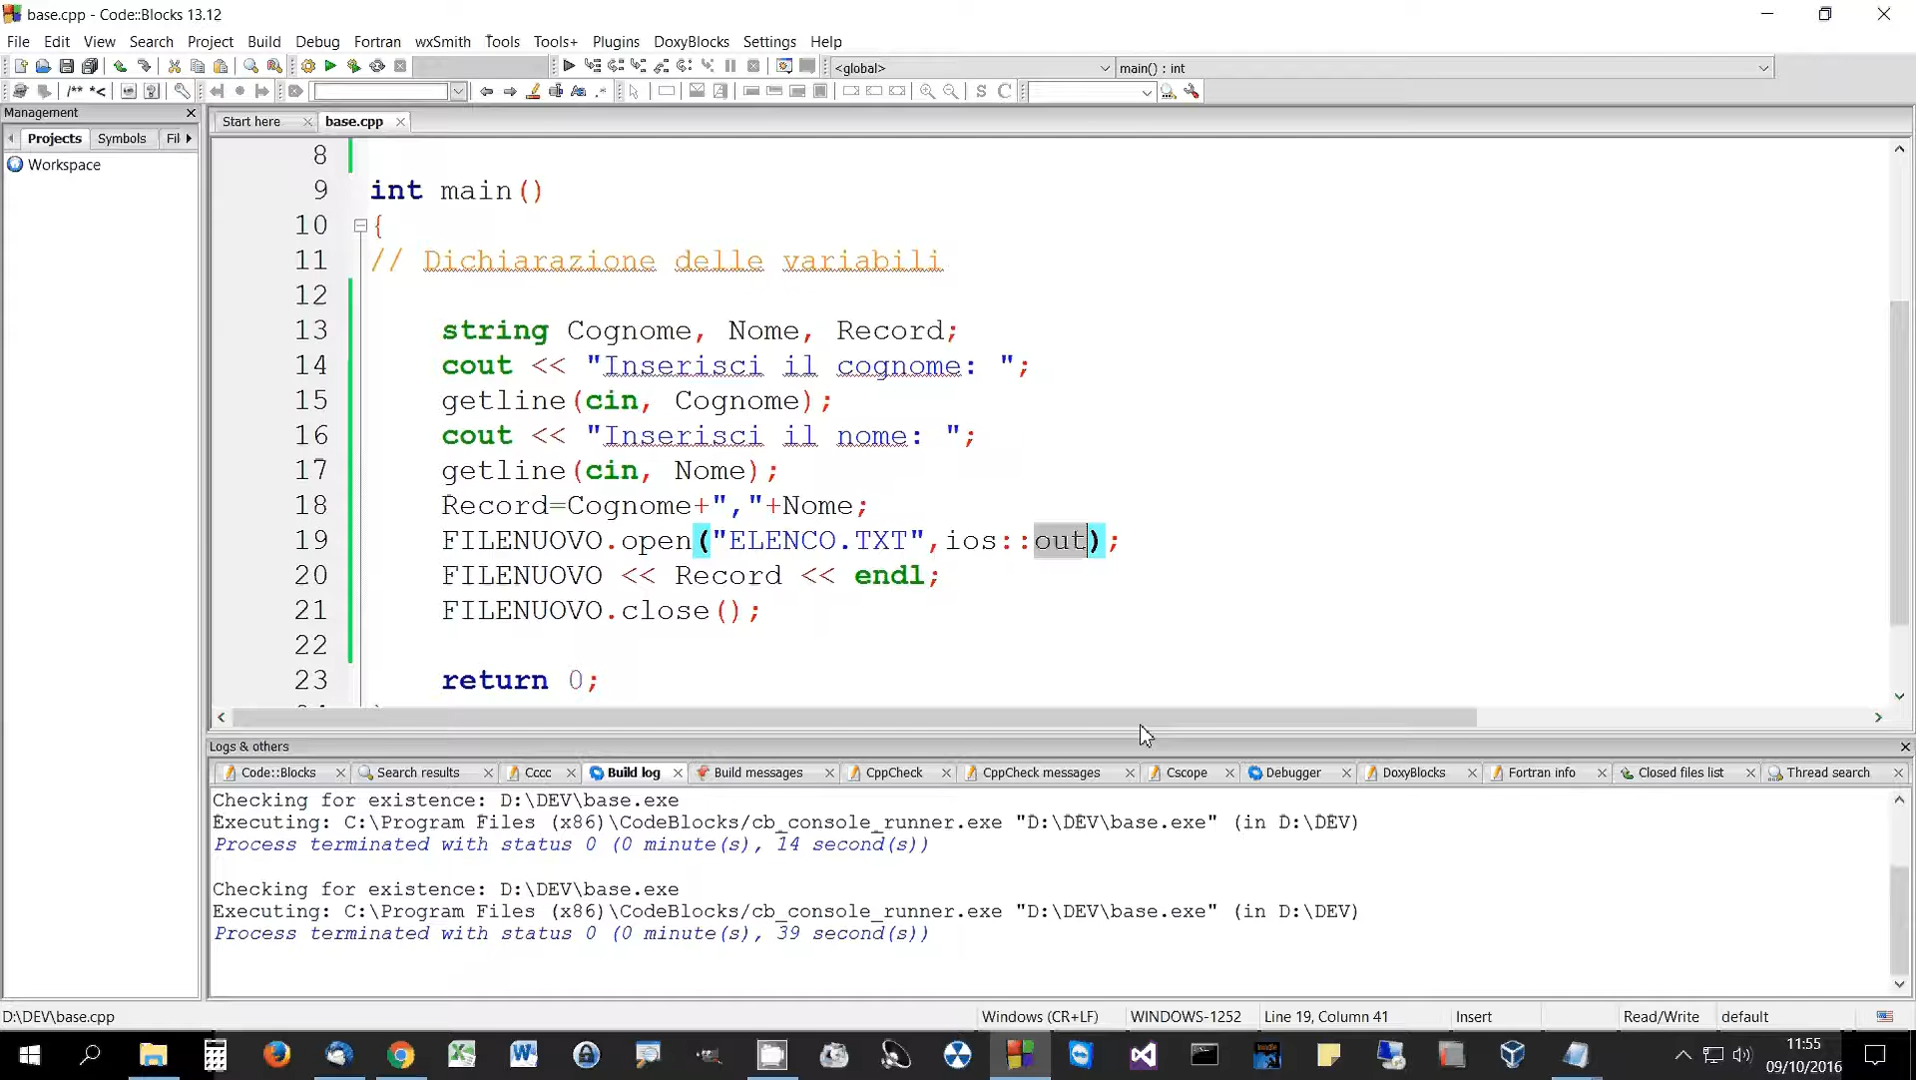 base.cpp - Code::Blocks 13.12
File Edit View Search Project Build Debug Fortran wxSmith Tools Tools+ Plugins DoxyBlocks Settings Help
<global> main() : int
/** *< S C
Management
Start here base.cpp
Projects Symbols Fil
Workspace
8
9 int main()
10 {
11 // Dichiarazione delle variabili
12
13 string Cognome, Nome, Record;
14 cout << "Inserisci il cognome: ";
15 getline(cin, Cognome);
16 cout << "Inserisci il nome: ";
17 getline(cin, Nome);
18 Record=Cognome+","+Nome;
19 FILENUOVO.open("ELENCO.TXT",ios::out);
20 FILENUOVO << Record << endl;
21 FILENUOVO.close();
22
23 return 0;
Logs & others
Code::Blocks Search results Cccc Build log Build messages CppCheck CppCheck messages Cscope Debugger DoxyBlocks Fortran info Closed files list Thread search
Checking for existence: D:\DEV\base.exe
Executing: C:\Program Files (x86)\CodeBlocks/cb_console_runner.exe "D:\DEV\base.exe" (in D:\DEV)
Process terminated with status 0 (0 minute(s), 14 second(s))
Checking for existence: D:\DEV\base.exe
Executing: C:\Program Files (x86)\CodeBlocks/cb_console_runner.exe "D:\DEV\base.exe" (in D:\DEV)
Process terminated with status 0 (0 minute(s), 39 second(s))
D:\DEV\base.cpp Windows (CR+LF) WINDOWS-1252 Line 19, Column 41 Insert Read/Write default
11:55
09/10/2016